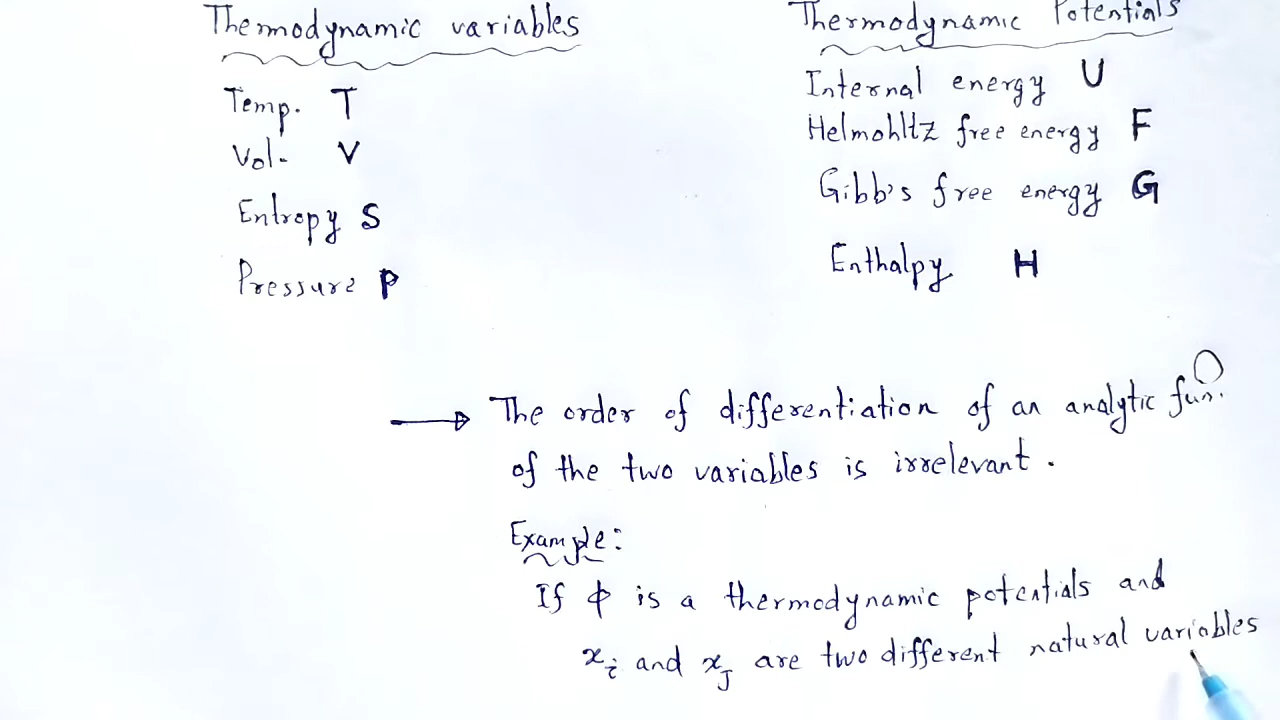 Thermodynamic variables
Temp. T
Vol. V
Entropy S
Pressure P
Thermodynamic Potentials
Internal energy U
Helmohltz free energy F
Gibb's free energy G
Enthalpy H
→ The order of differentiation of an analytic fun.
of the two variables is irrelevant.
Example:
If ϕ is a thermodynamic potentials and
xᵢ and x_J are two different natural variables